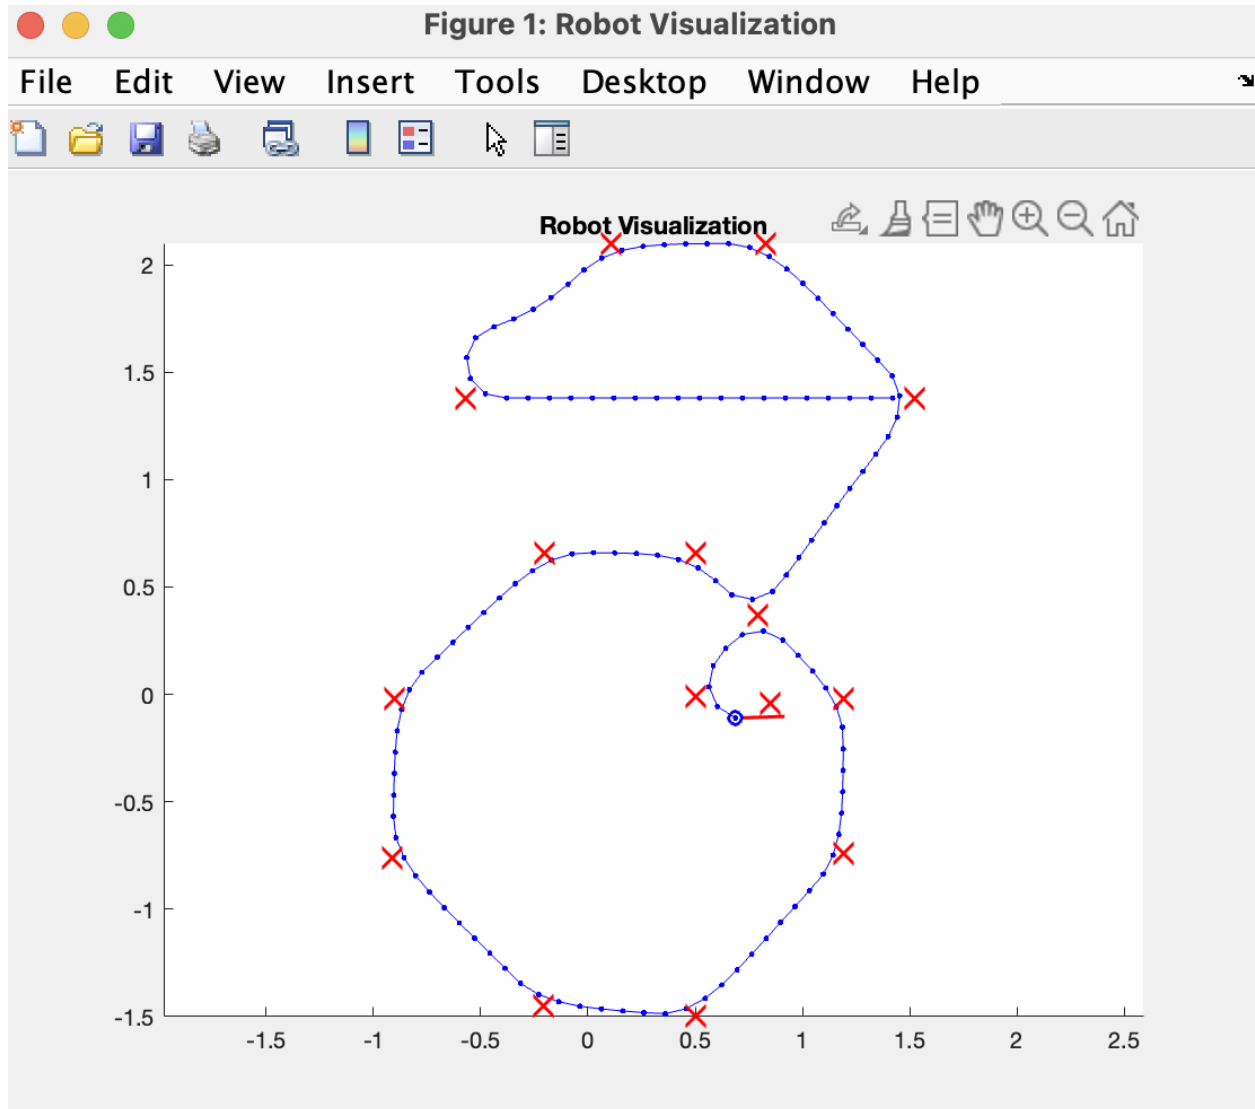 Figure 1: Robot Visualization
File Edit View Insert Tools Desktop Window Help
Robot Visualization
2
1.5
1
0.5
0
-0.5
-1
-1.5
-1.5 -1 -0.5 0 0.5 1 1.5 2 2.5